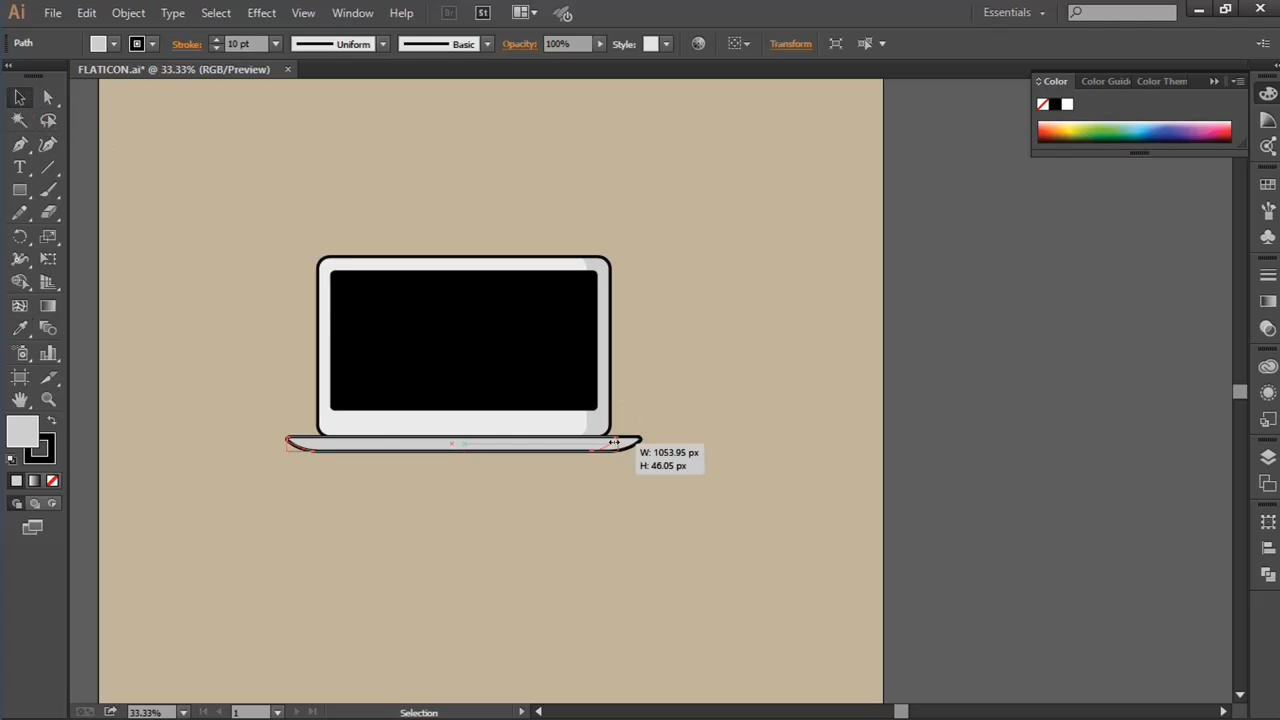 Ai File Edit Object Type Select Effect View Window Help Br St Essentials
Path Stroke: 10 pt Uniform Basic Opacity: 100% Style: Transform
FLATICON.ai* @ 33.33% (RGB/Preview)
Color Color Guid Color Them
W: 1053.95 px
H: 46.05 px
33.33% 1 Selection